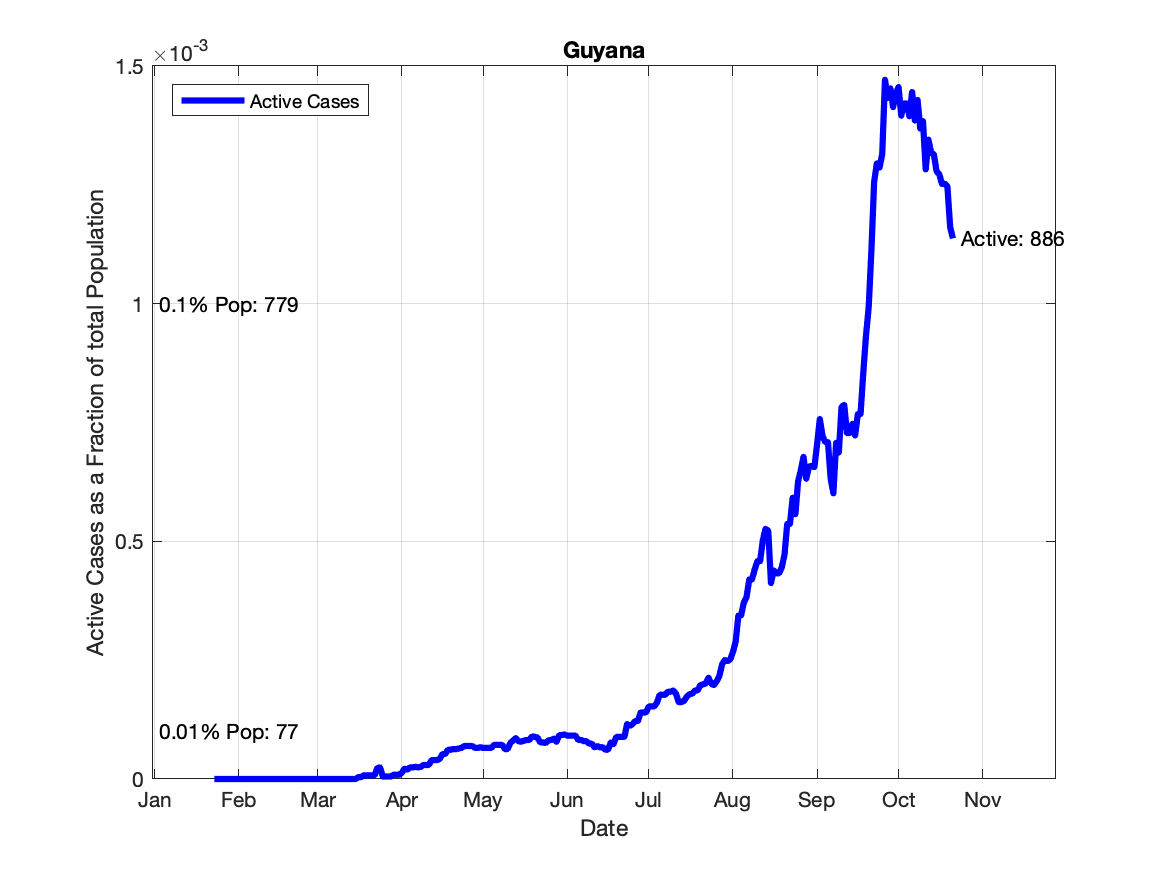 Guyana
×10-3
1.5
Active Cases
Active: 886
1
0.1% Pop: 779
0.5
0.01% Pop: 77
0
Active Cases as a Fraction of total Population
Jan Feb Mar Apr May Jun Jul Aug Sep Oct Nov
Date